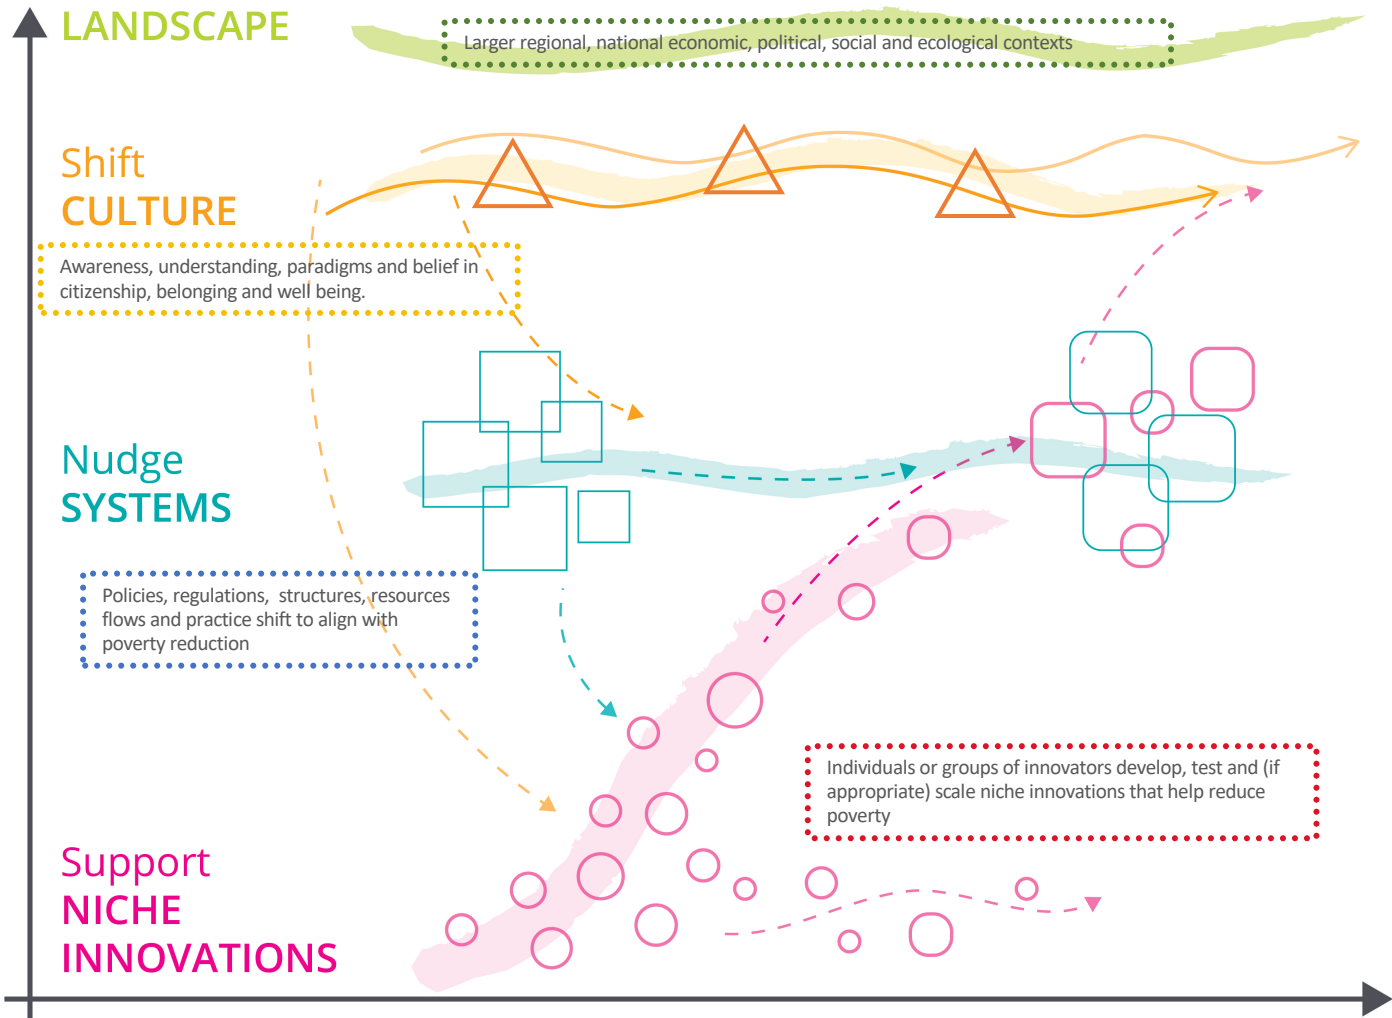 LANDSCAPE
Larger regional, national economic, political, social and ecological contexts
Shift
CULTURE
Awareness, understanding, paradigms and belief in
citizenship, belonging and well being.
Nudge
SYSTEMS
Policies, regulations,  structures, resources
flows and practice shift to align with
poverty reduction
Individuals or groups of innovators develop, test and (if
appropriate) scale niche innovations that help reduce
poverty
Support
NICHE
INNOVATIONS